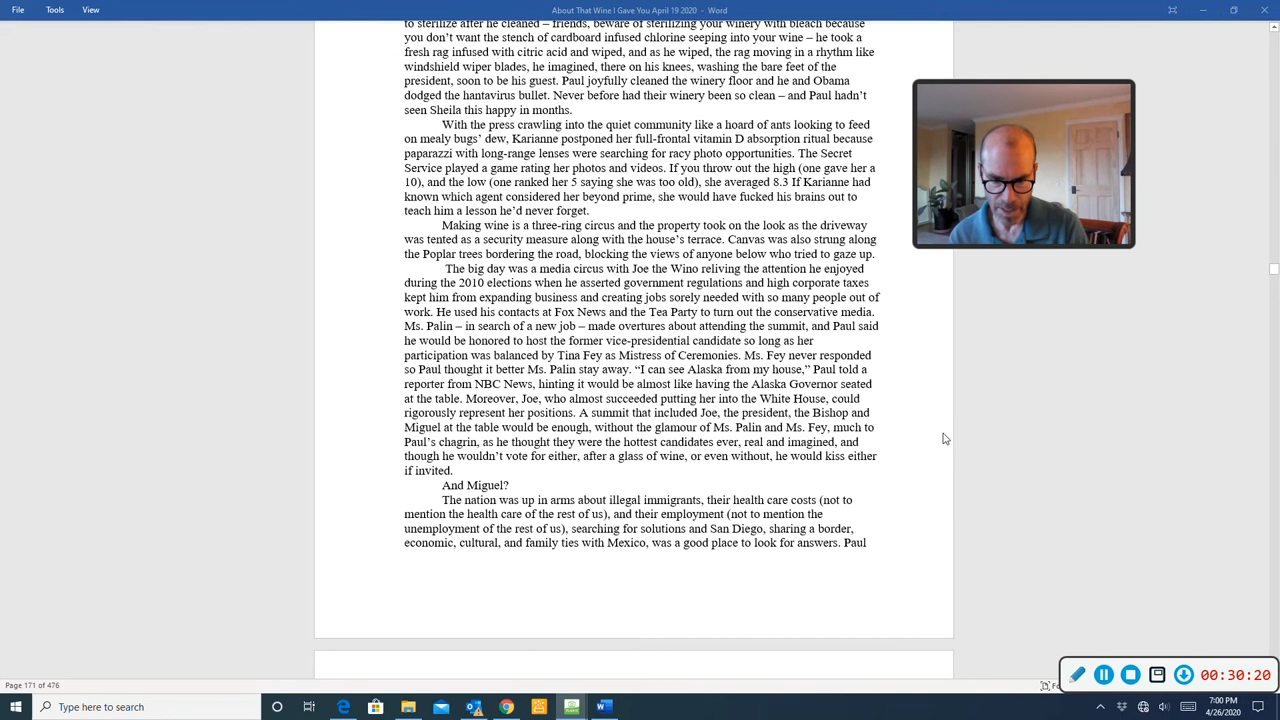 File
Tools
View
About That Wine I Gave You April 19 2020 - Word
to sterilize after he cleaned – friends, beware of sterilizing your winery with bleach because
you don’t want the stench of cardboard infused chlorine seeping into your wine – he took a
fresh rag infused with citric acid and wiped, and as he wiped, the rag moving in a rhythm like
windshield wiper blades, he imagined, there on his knees, washing the bare feet of the
president, soon to be his guest. Paul joyfully cleaned the winery floor and he and Obama
dodged the hantavirus bullet. Never before had their winery been so clean – and Paul hadn’t
seen Sheila this happy in months.
With the press crawling into the quiet community like a hoard of ants looking to feed
on mealy bugs’ dew, Karianne postponed her full-frontal vitamin D absorption ritual because
paparazzi with long-range lenses were searching for racy photo opportunities. The Secret
Service played a game rating her photos and videos. If you throw out the high (one gave her a
10), and the low (one ranked her 5 saying she was too old), she averaged 8.3 If Karianne had
known which agent considered her beyond prime, she would have fucked his brains out to
teach him a lesson he’d never forget.
Making wine is a three-ring circus and the property took on the look as the driveway
was tented as a security measure along with the house’s terrace. Canvas was also strung along
the Poplar trees bordering the road, blocking the views of anyone below who tried to gaze up.
The big day was a media circus with Joe the Wino reliving the attention he enjoyed
during the 2010 elections when he asserted government regulations and high corporate taxes
kept him from expanding business and creating jobs sorely needed with so many people out of
work. He used his contacts at Fox News and the Tea Party to turn out the conservative media.
Ms. Palin – in search of a new job – made overtures about attending the summit, and Paul said
he would be honored to host the former vice-presidential candidate so long as her
participation was balanced by Tina Fey as Mistress of Ceremonies. Ms. Fey never responded
so Paul thought it better Ms. Palin stay away. “I can see Alaska from my house,” Paul told a
reporter from NBC News, hinting it would be almost like having the Alaska Governor seated
at the table. Moreover, Joe, who almost succeeded putting her into the White House, could
rigorously represent her positions. A summit that included Joe, the president, the Bishop and
Miguel at the table would be enough, without the glamour of Ms. Palin and Ms. Fey, much to
Paul’s chagrin, as he thought they were the hottest candidates ever, real and imagined, and
though he wouldn’t vote for either, after a glass of wine, or even without, he would kiss either
if invited.
And Miguel?
The nation was up in arms about illegal immigrants, their health care costs (not to
mention the health care of the rest of us), and their employment (not to mention the
unemployment of the rest of us), searching for solutions and San Diego, sharing a border,
economic, cultural, and family ties with Mexico, was a good place to look for answers. Paul
Page 171 of 476
00:30:20
Type here to search
7:00 PM
4/26/2020